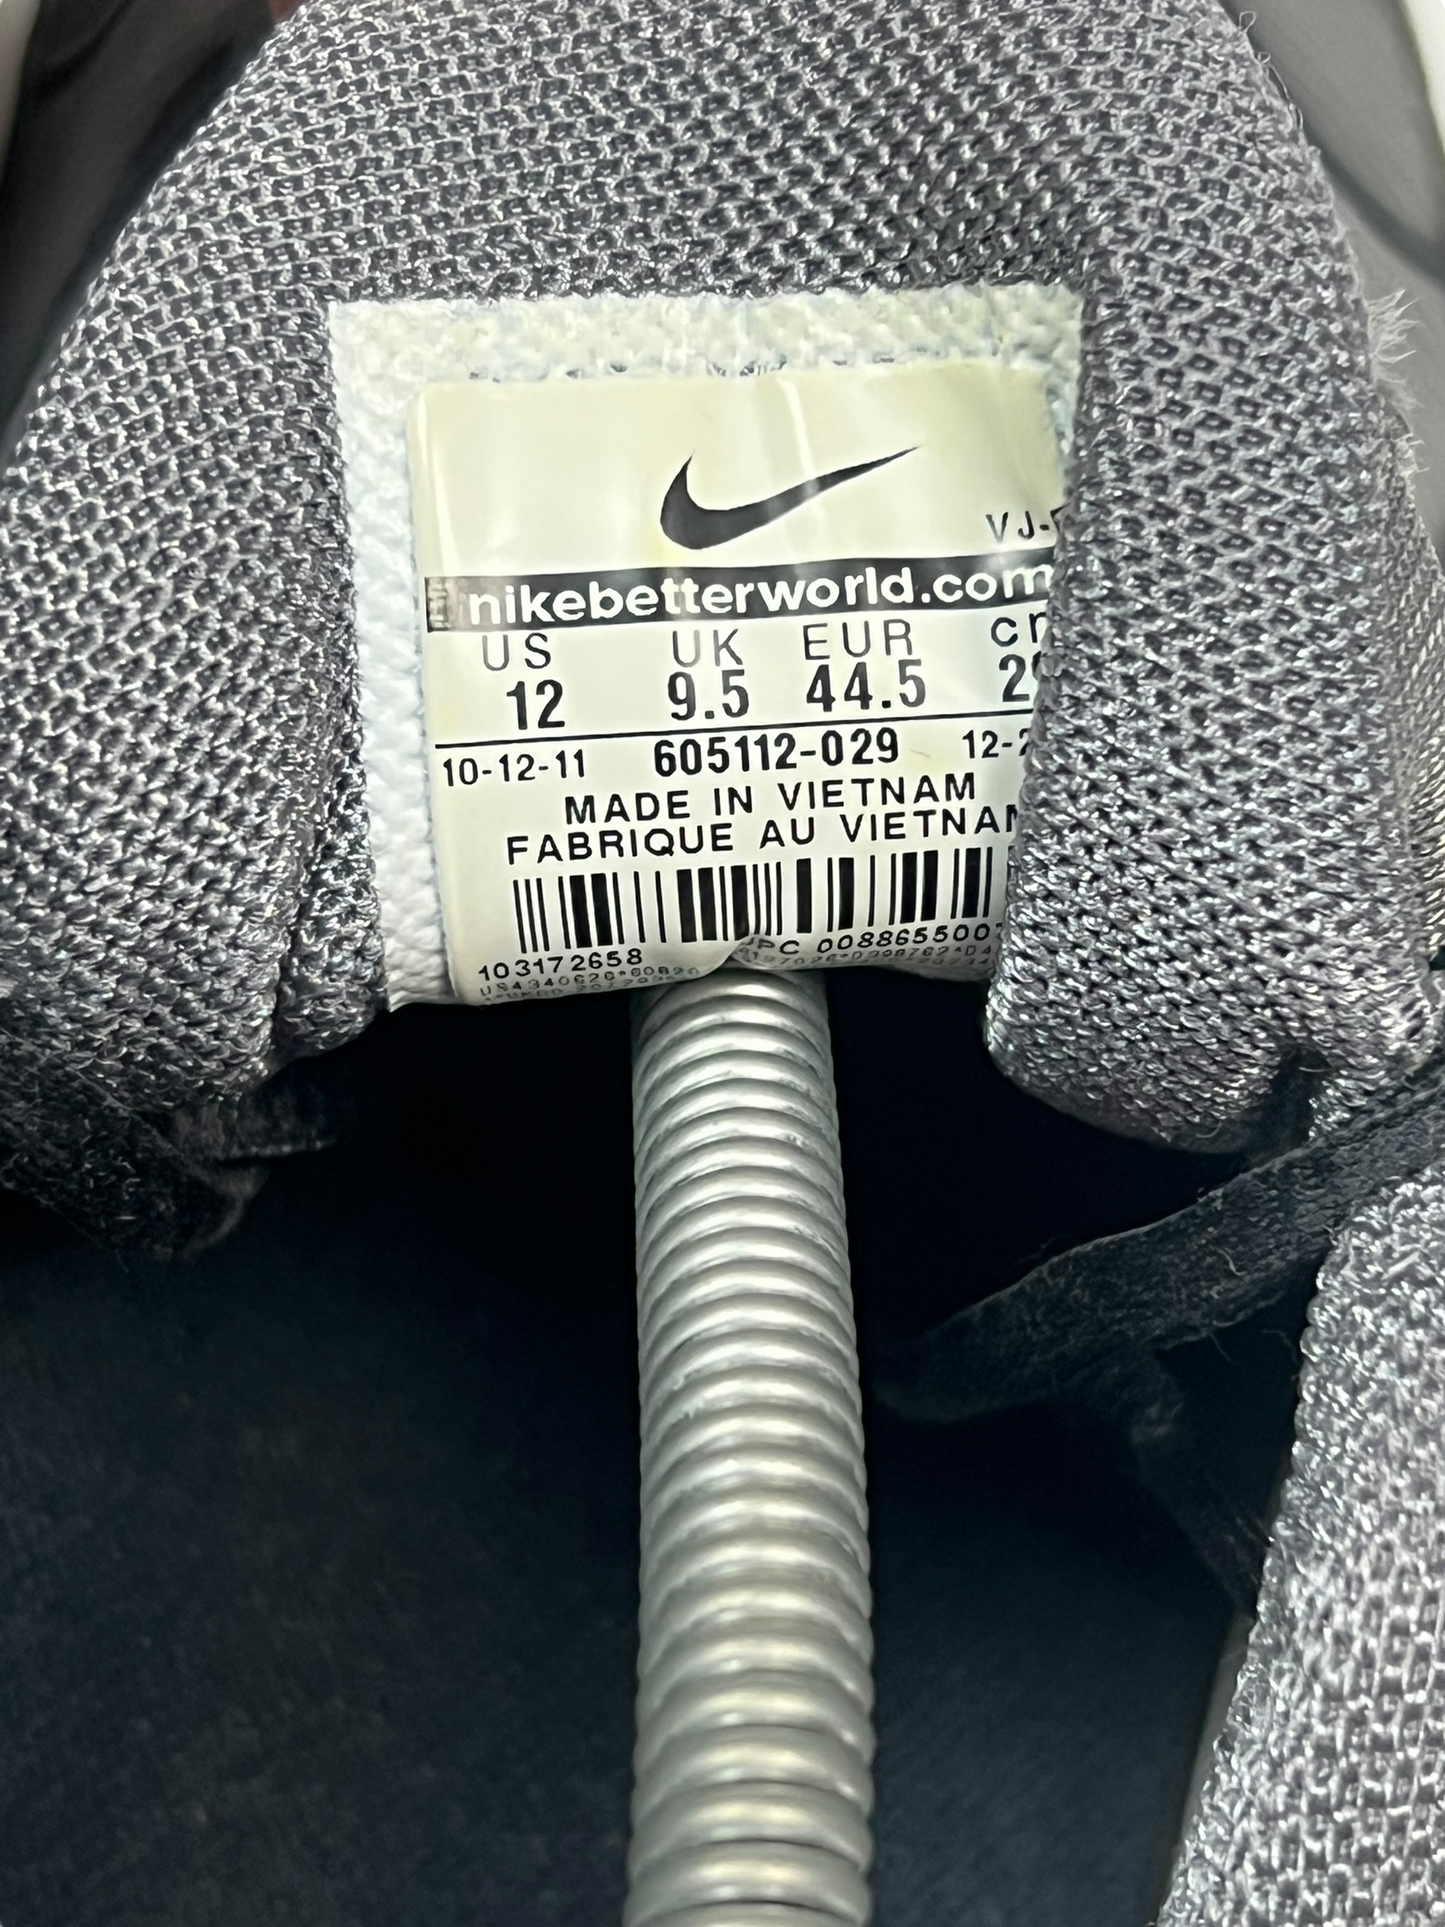 VJ-
nikebetterworld.com
US UK EUR
12 9.5 44.5
10-12-11 605112-029
MADE IN VIETNAM
FABRIQUE AU VIETNAM
103172658